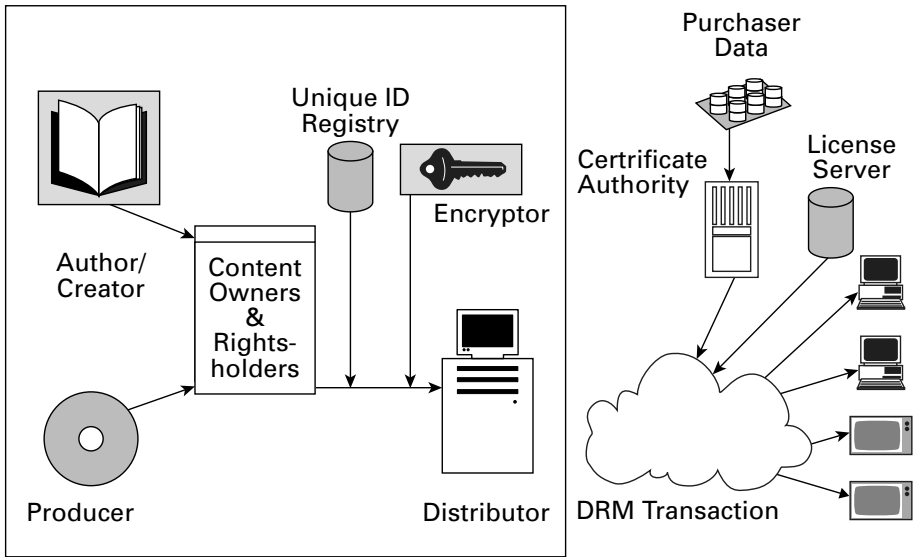 Unique ID
Registry
Encryptor
Author/
Creator
Content
Owners
&
Rights-
holders
Producer
Distributor
Purchaser
Data
Certrificate
Authority
License
Server
DRM Transaction